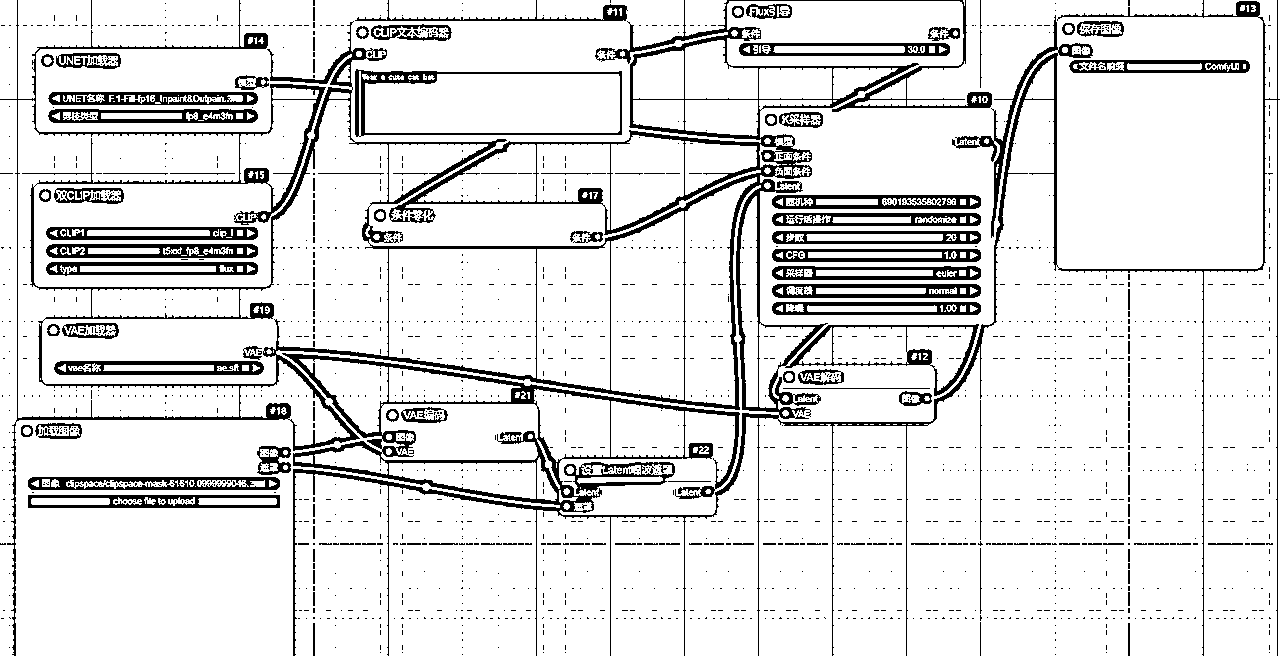 #14
UNET加载器
模型
UNET名称 F.1-Fill-fp16_Inpaint&Outpain...
fp8_e4m3fn
#15
双CLIP加载器
CLIP
CLIP1 clip_l
CLIP2 t5xxl_fp8_e4m3fn
type flux
#19
VAE加载器
VAE
vae名称 ae.sft
#18
加载图像
图像
遮罩
图像 clipspace/clipspace-mask-51610.0999999046...
choose file to upload
#11
CLIP文本编码器
CLIP
条件
Wear a cute cat hat
#17
条件零化
条件
条件
#21
VAE编码
图像
Latent
VAE
#22
设置Latent噪波遮罩
Latent
Latent
遮罩
Flux引导
条件
条件
引导 30.0
#10
K采样器
模型
Latent
正面条件
负面条件
Latent
随机种 690193535802796
运行后操作 randomize
步数 20
CFG 1.0
采样器 euler
调度器 normal
降噪 1.00
#12
VAE解码
Latent
图像
VAE
#13
保存图像
图像
文件名前缀 ComfyUI